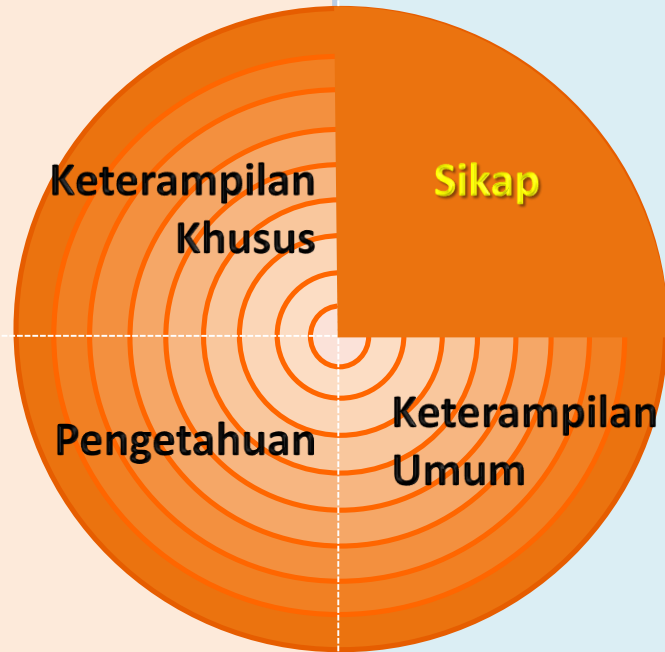 Keterampilan
Khusus
Sikap
Pengetahuan
Keterampilan
Umum